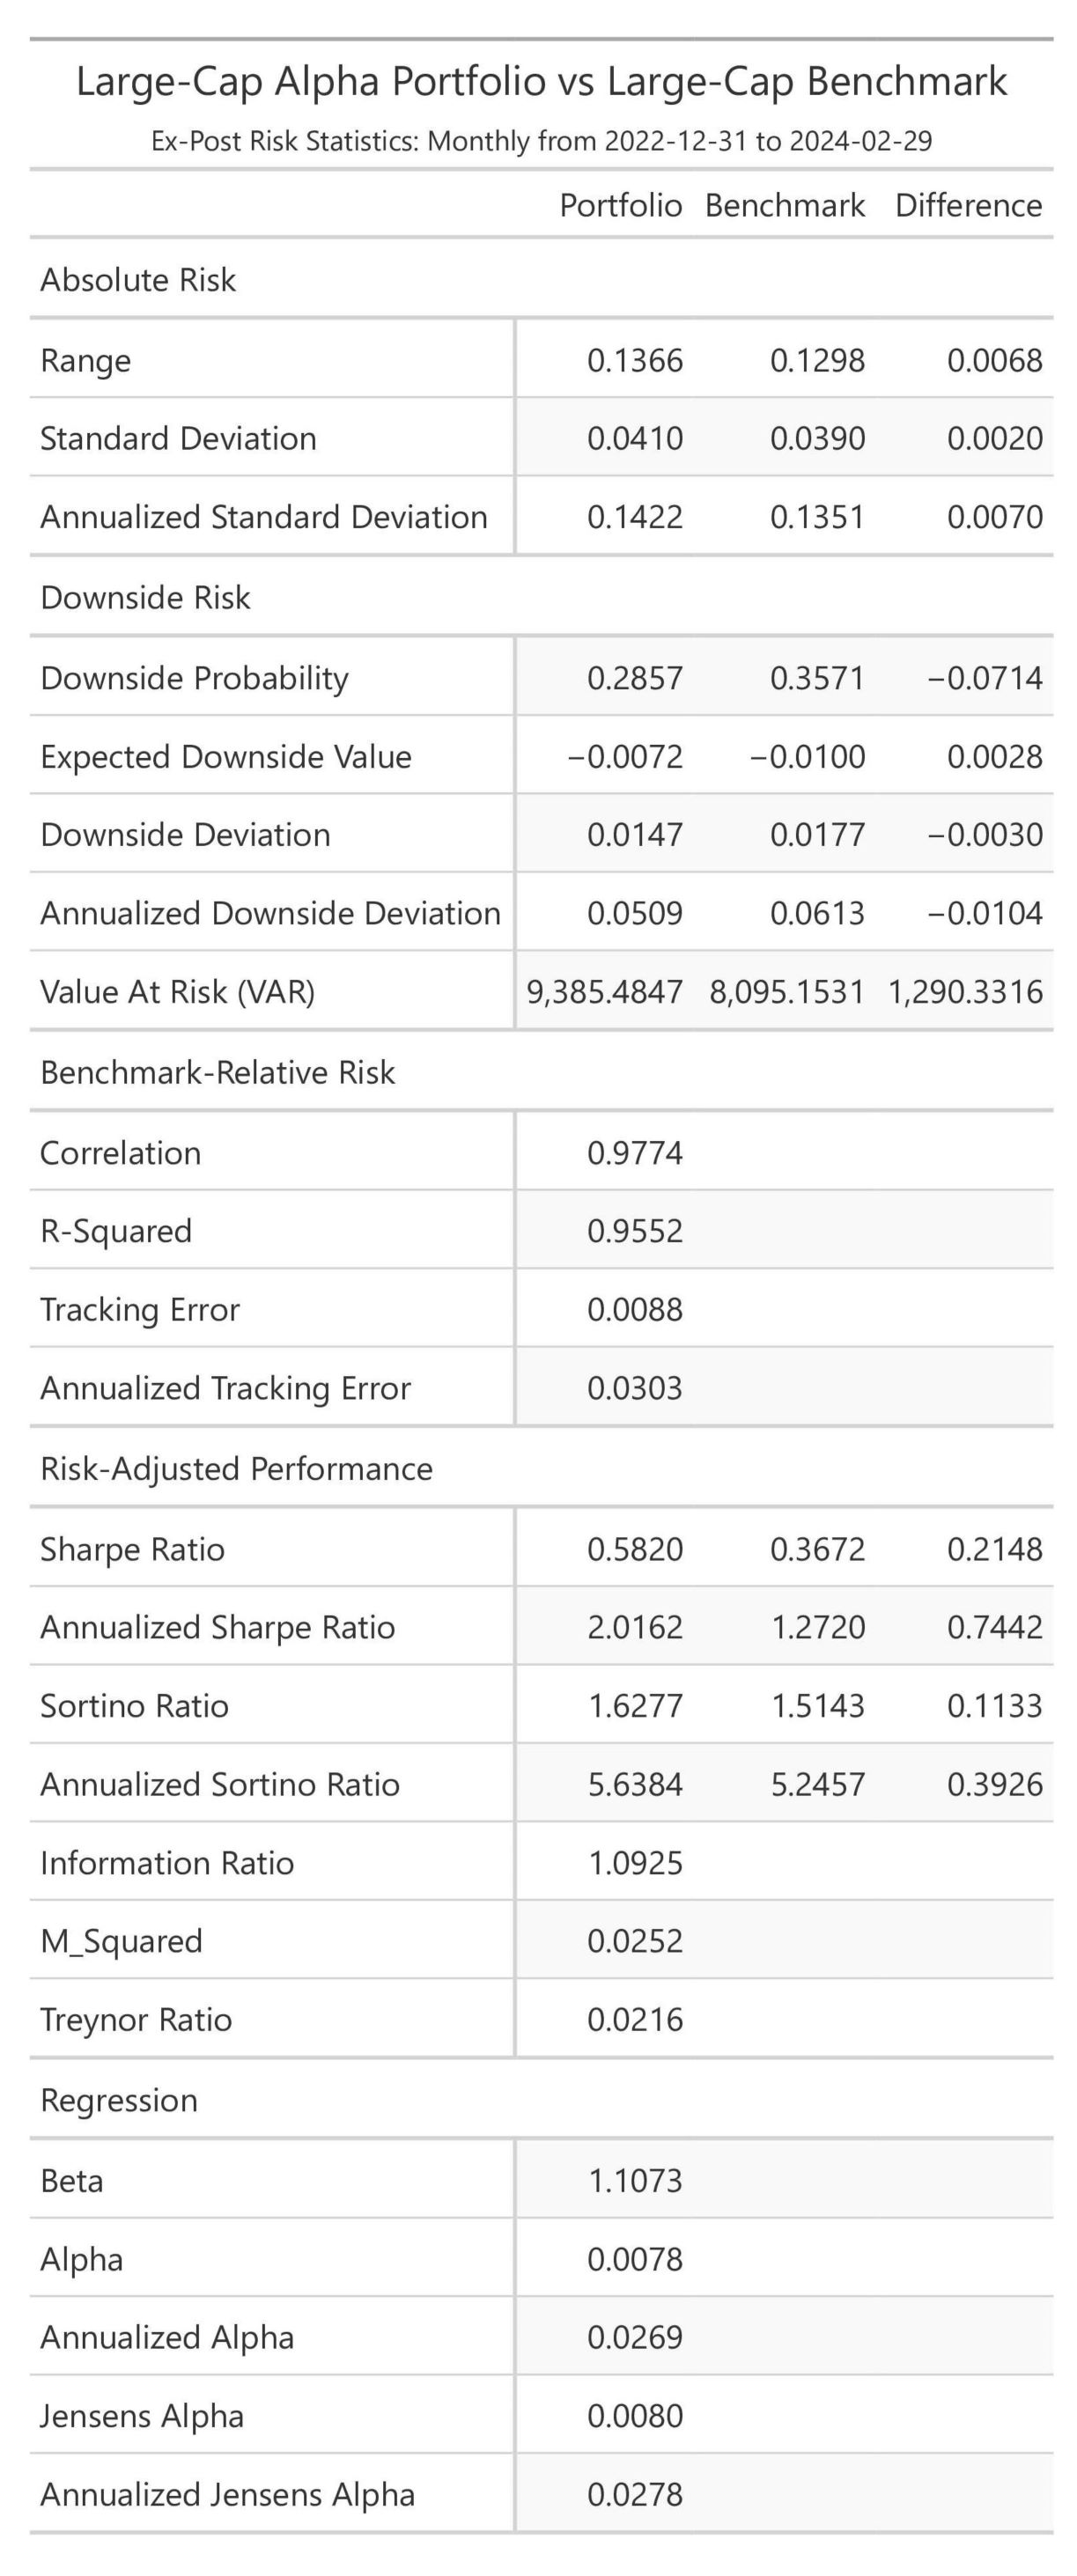 Large-Cap Alpha Portfolio vs Large-Cap Benchmark
Ex-Post Risk Statistics: Monthly from 2022-12-31 to 2024-02-29
Portfolio Benchmark Difference
Absolute Risk
Range 0.1366 0.1298 0.0068
Standard Deviation 0.0410 0.0390 0.0020
Annualized Standard Deviation 0.1422 0.1351 0.0070
Downside Risk
Downside Probability 0.2857 0.3571 −0.0714
Expected Downside Value −0.0072 −0.0100 0.0028
Downside Deviation 0.0147 0.0177 −0.0030
Annualized Downside Deviation 0.0509 0.0613 −0.0104
Value At Risk (VAR) 9,385.4847 8,095.1531 1,290.3316
Benchmark-Relative Risk
Correlation 0.9774
R-Squared 0.9552
Tracking Error 0.0088
Annualized Tracking Error 0.0303
Risk-Adjusted Performance
Sharpe Ratio 0.5820 0.3672 0.2148
Annualized Sharpe Ratio 2.0162 1.2720 0.7442
Sortino Ratio 1.6277 1.5143 0.1133
Annualized Sortino Ratio 5.6384 5.2457 0.3926
Information Ratio 1.0925
M_Squared 0.0252
Treynor Ratio 0.0216
Regression
Beta 1.1073
Alpha 0.0078
Annualized Alpha 0.0269
Jensens Alpha 0.0080
Annualized Jensens Alpha 0.0278